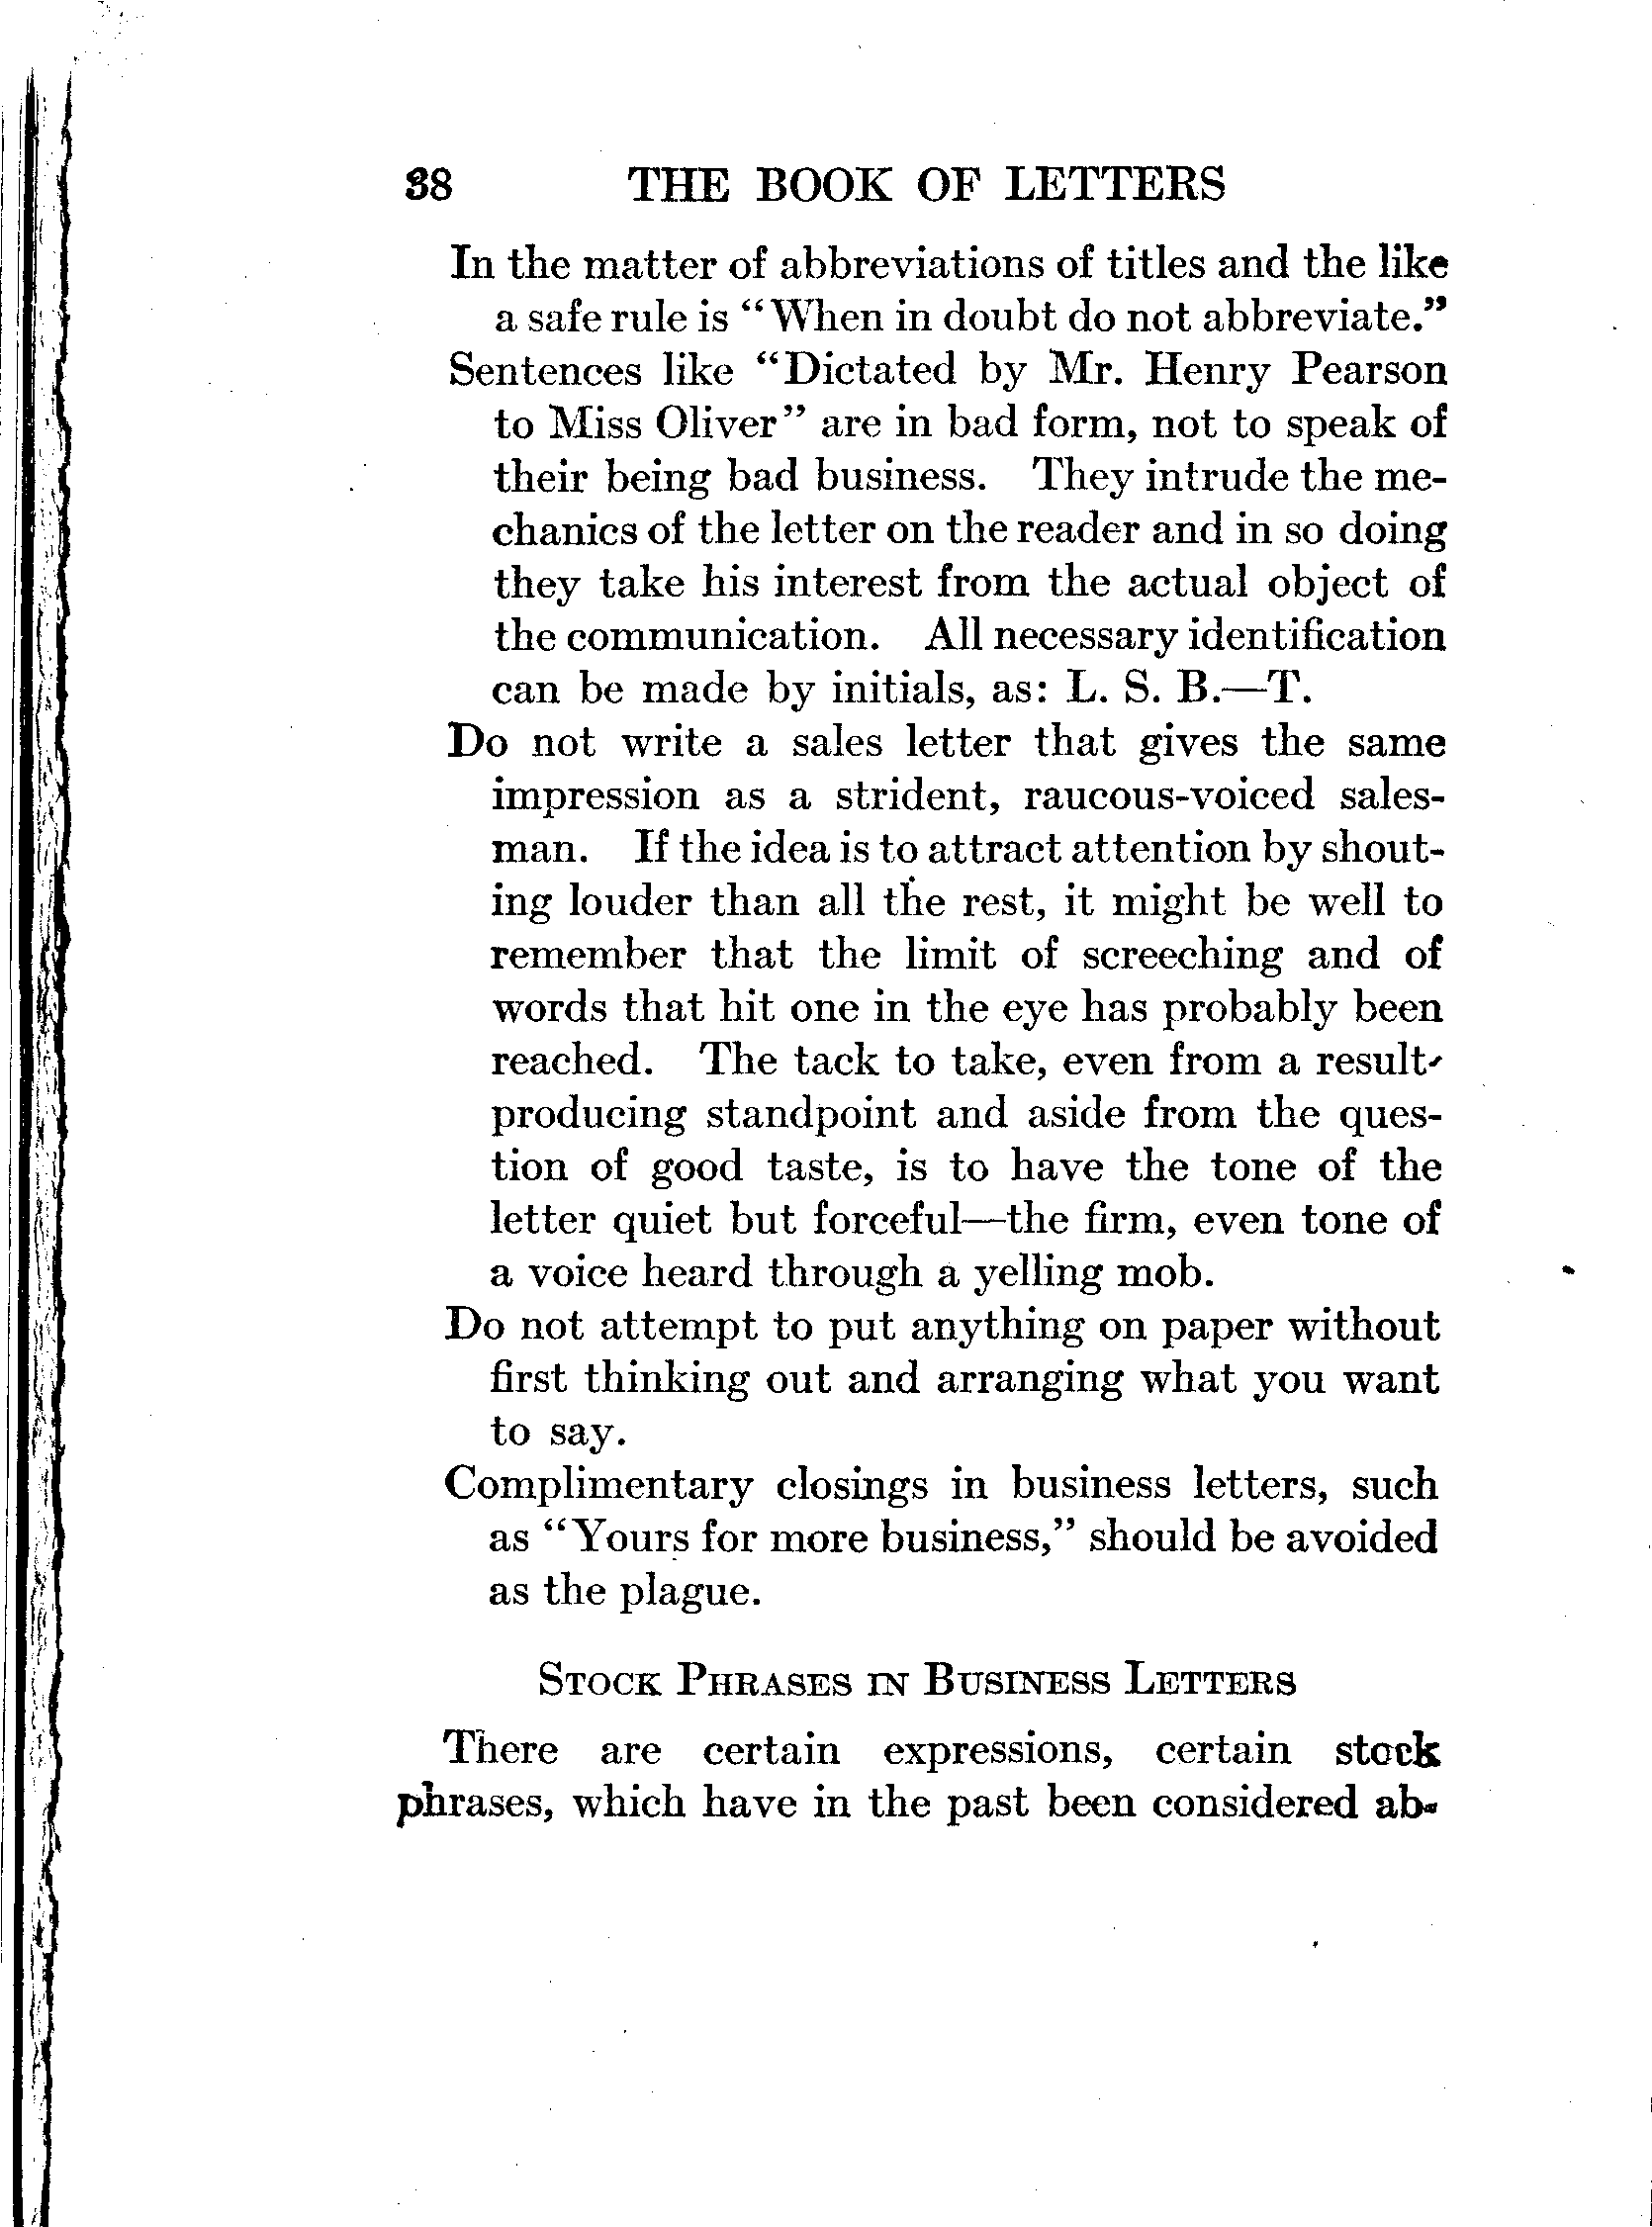 38 THE BOOK OF LETTERS
In the matter of abbreviations of titles and the like
a safe rule is “When in doubt do not abbreviate.”
Sentences like “Dictated by Mr. Henry Pearson
to Miss Oliver” are in bad form, not to speak of
their being bad business. They intrude the me-
chanics of the letter on the reader and in so doing
they take his interest from the actual object of
the communication. All necessary identification
can be made by initials, as: L. S. B.—T.
Do not write a sales letter that gives the same
impression as a strident, raucous-voiced sales-
man. If the idea is to attract attention by shout-
ing louder than all the rest, it might be well to
remember that the limit of screeching and of
words that hit one in the eye has probably been
reached. The tack to take, even from a result-
producing standpoint and aside from the ques-
tion of good taste, is to have the tone of the
letter quiet but forceful—the firm, even tone of
a voice heard through a yelling mob.
Do not attempt to put anything on paper without
first thinking out and arranging what you want
to say.
Complimentary closings in business letters, such
as “Yours for more business,” should be avoided
as the plague.
STOCK PHRASES IN BUSINESS LETTERS
There are certain expressions, certain stock
phrases, which have in the past been considered ab-